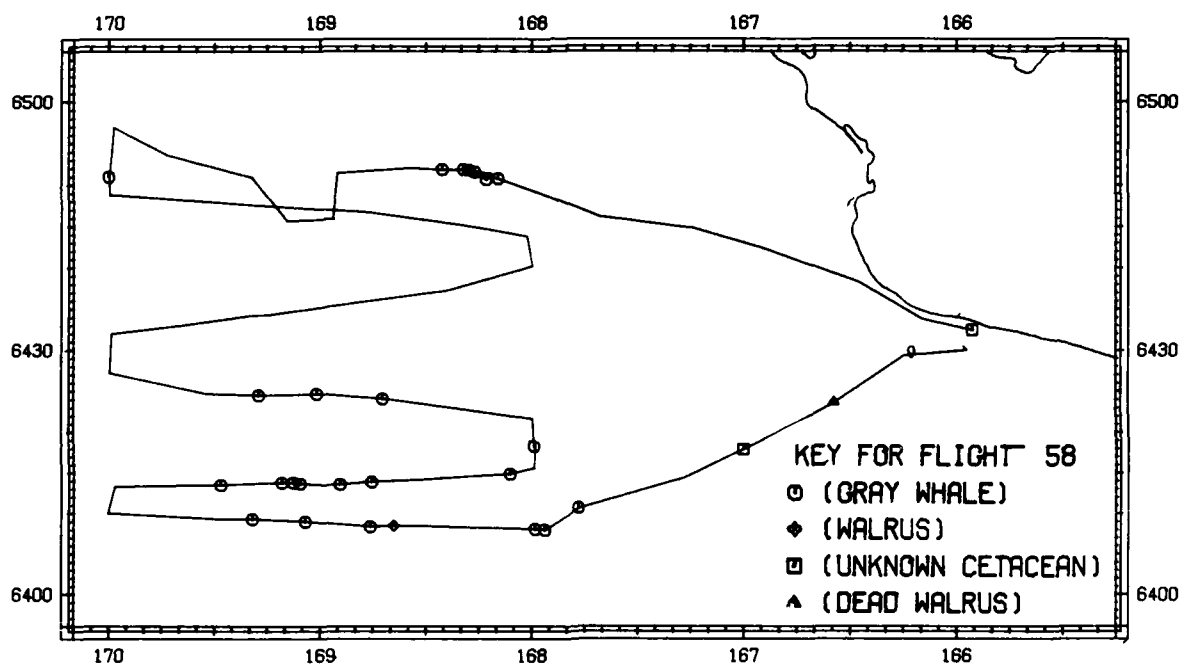 170 169 168 167 166
6500 6500
6430 6430
KEY FOR FLIGHT 58
(GRAY WHALE)
(WALRUS)
(UNKNOWN CETACEAN)
6400 (DEAD WALRUS) 6400
170 169 168 167 166